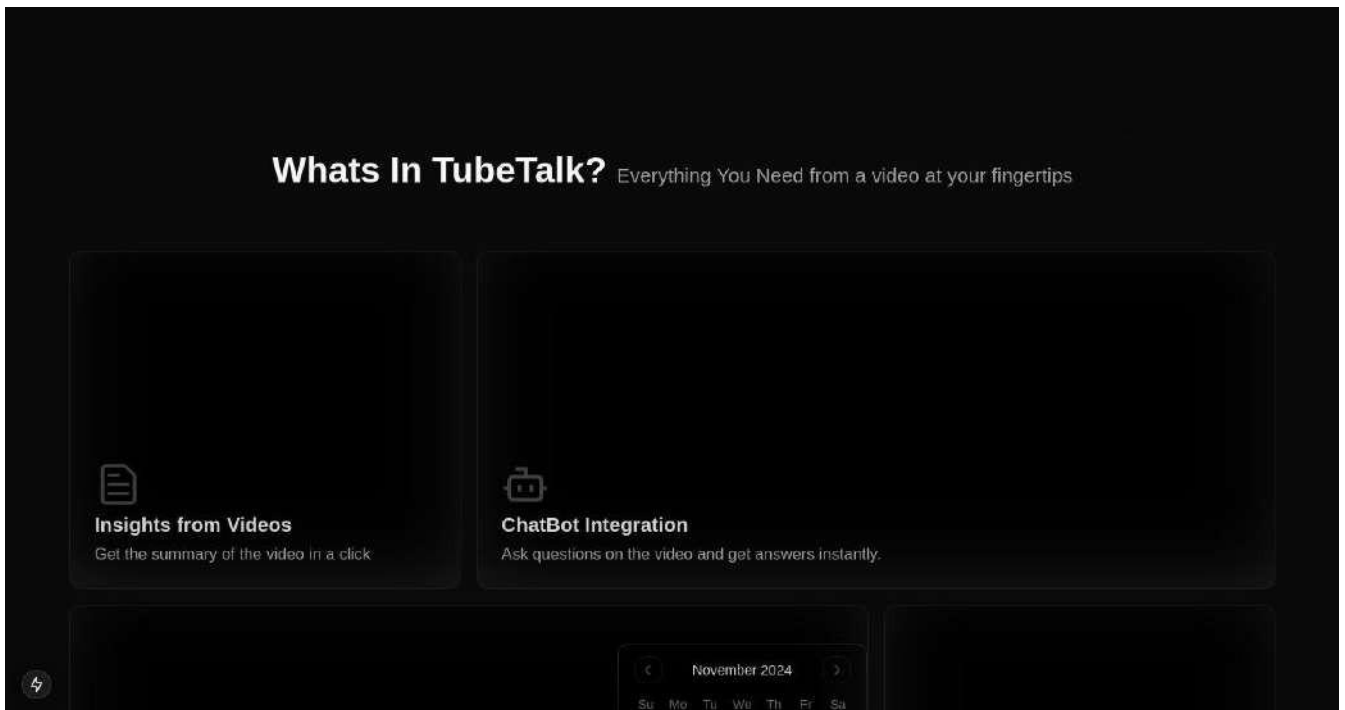 Whats In TubeTalk? Everything You Need from a video at your fingertips
Insights from Videos
Get the summary of the video in a click
ChatBot Integration
Ask questions on the video and get answers instantly.
November 2024
Su Mo Tu We Th Fr Sa